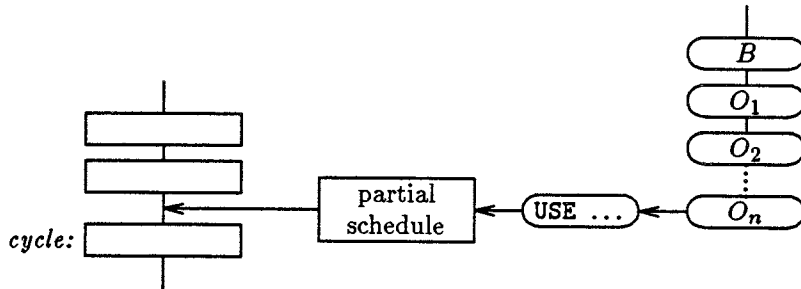 B
O₁
O₂
partial
schedule
USE ...
Oₙ
cycle: